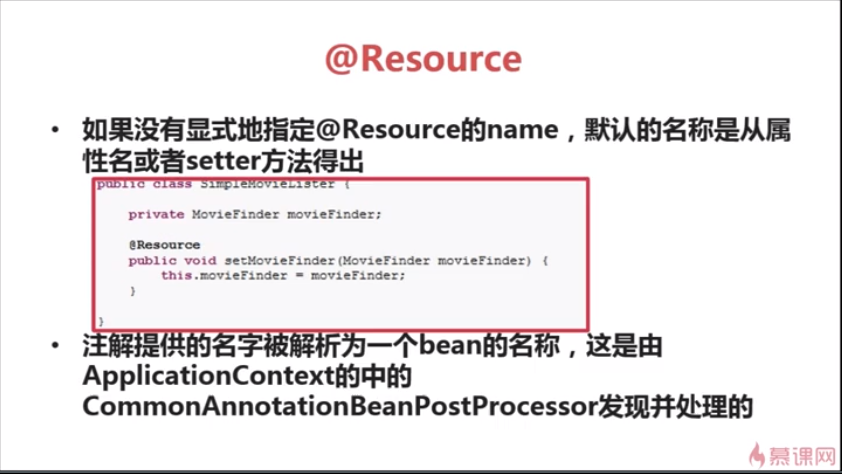 @Resource
• 如果没有显式地指定@Resource的name，默认的名称是从属
性名或者setter方法得出
public class SimpleMovieLister {
private MovieFinder movieFinder;
@Resource
public void setMovieFinder(MovieFinder movieFinder) {
this.movieFinder = movieFinder;
}
}
• 注解提供的名字被解析为一个bean的名称，这是由
ApplicationContext的中的
CommonAnnotationBeanPostProcessor发现并处理的
慕课网